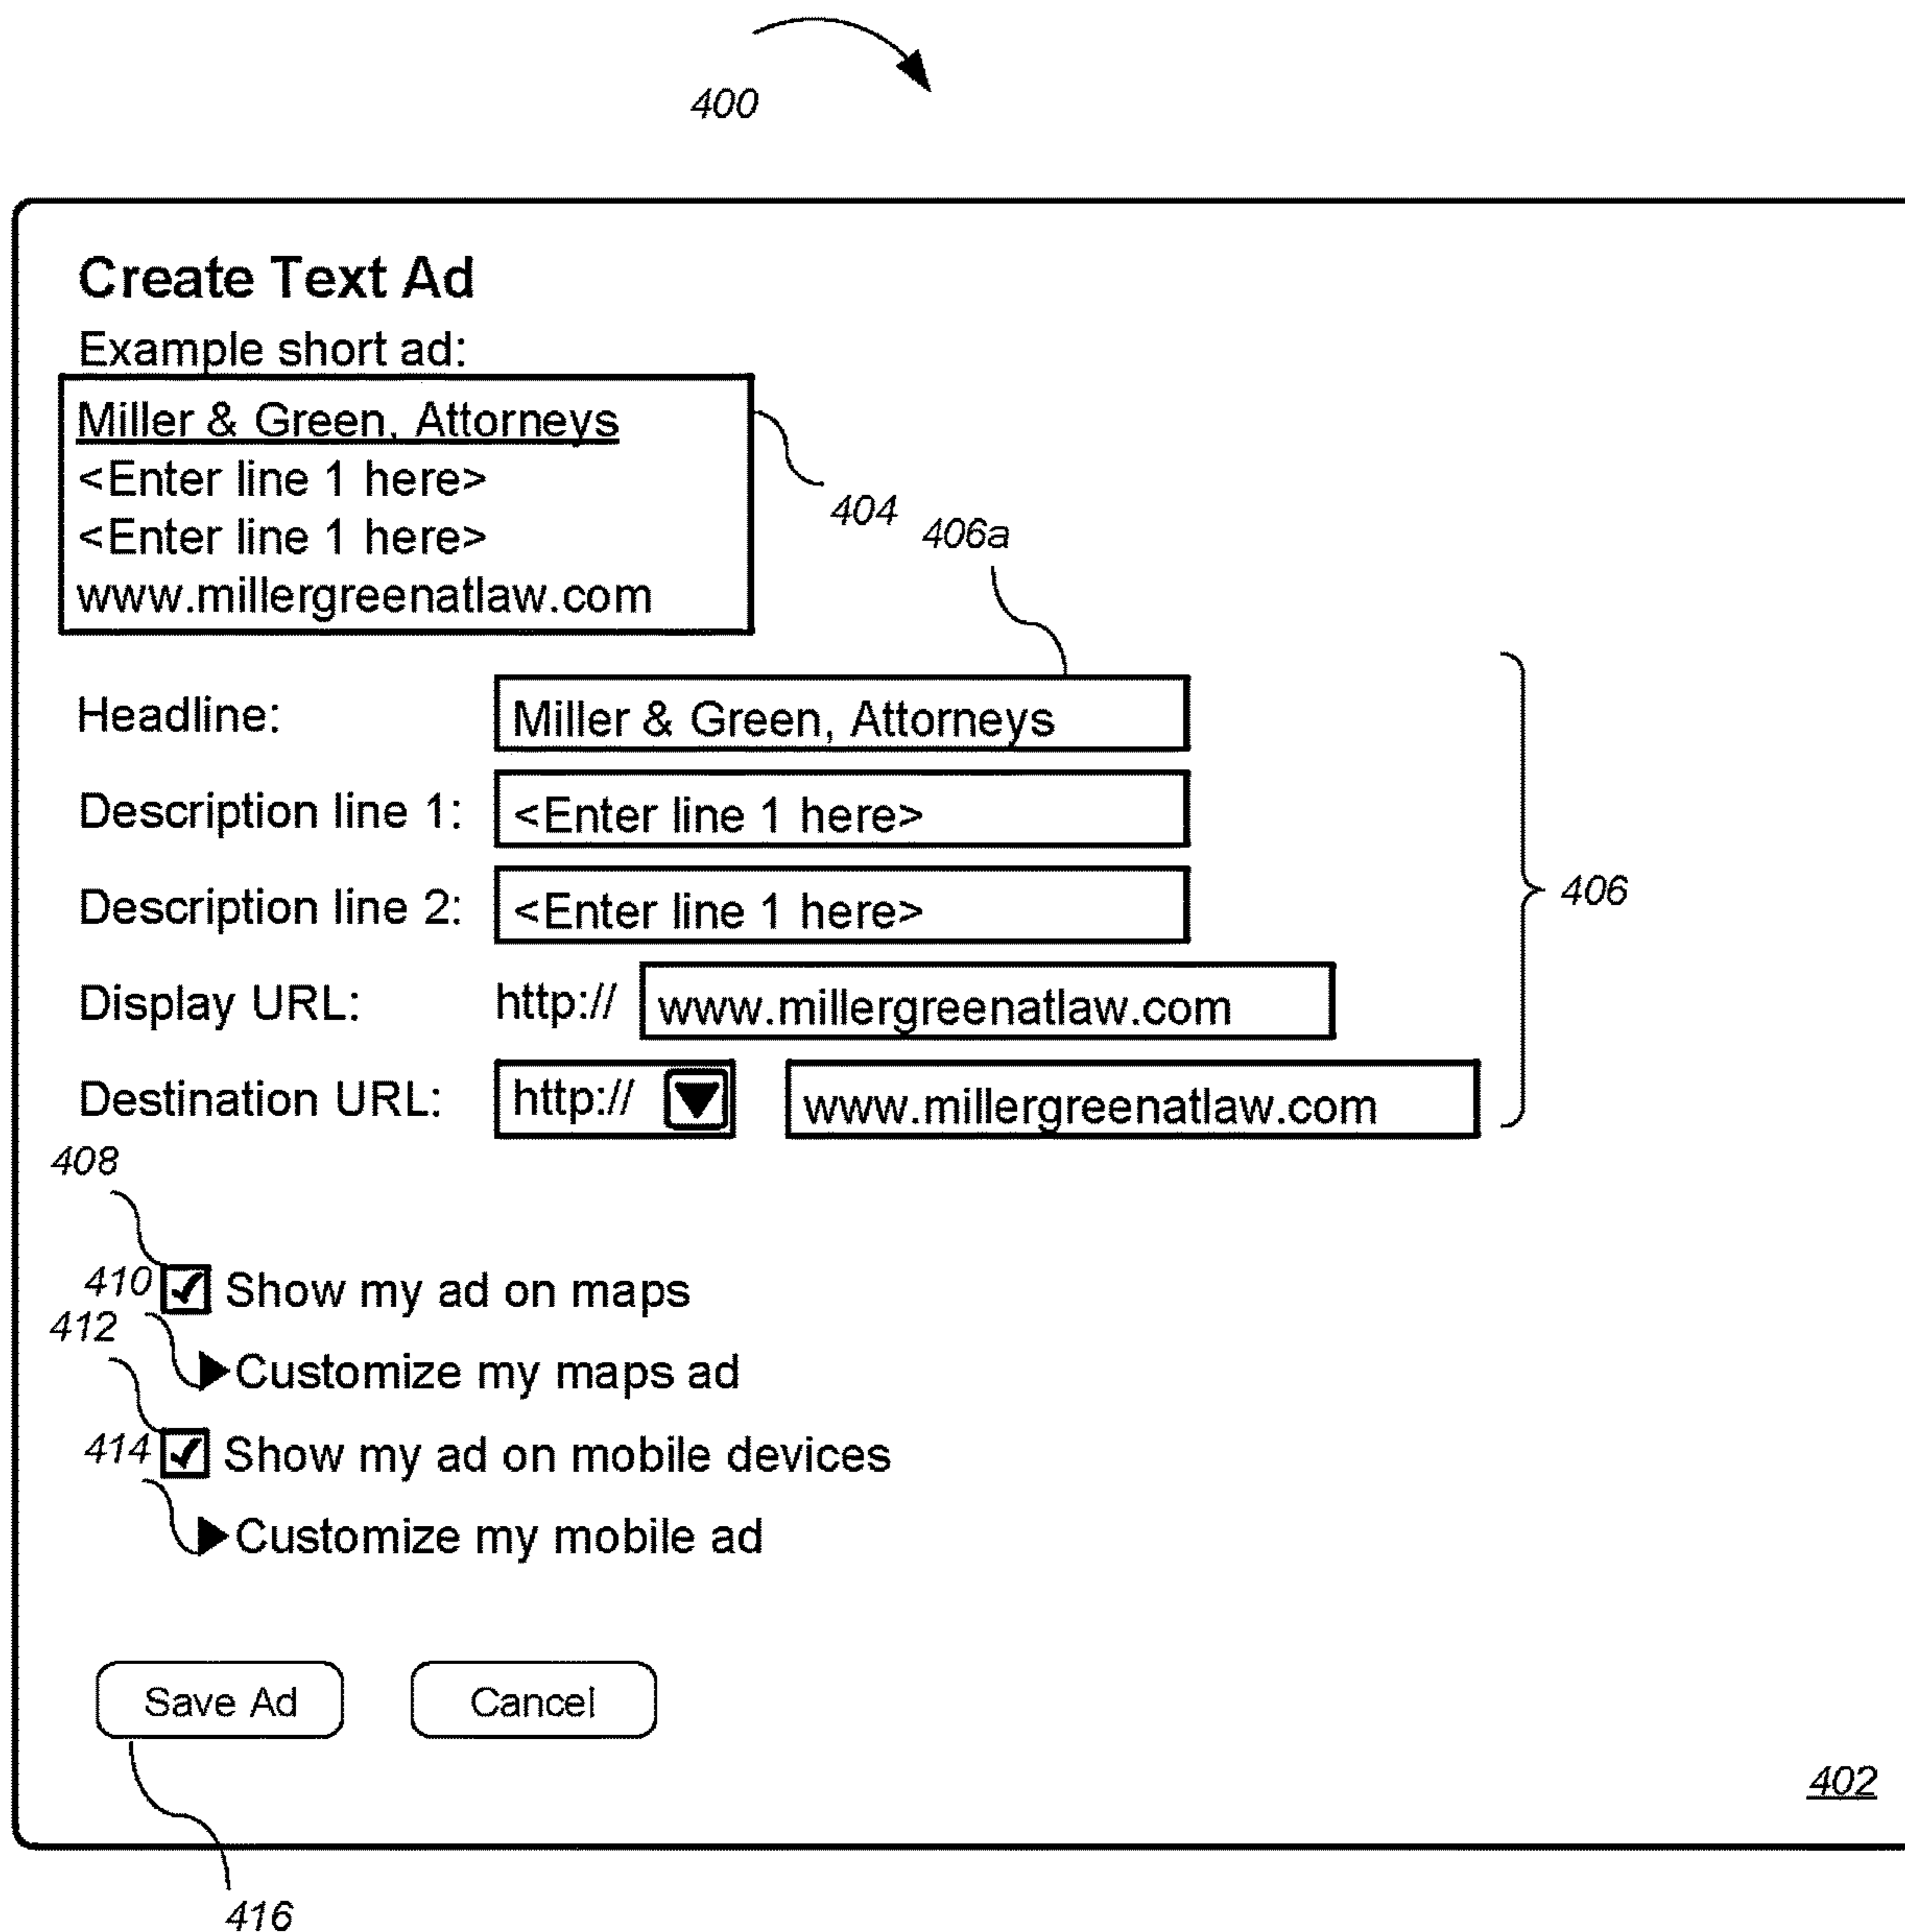 400
Create Text Ad
Example short ad:
Miller & Green, Attorneys
<Enter line 1 here>
<Enter line 1 here>
www.millergreenatlaw.com
404
406a
Headline: Miller & Green, Attorneys
Description line 1: <Enter line 1 here>
Description line 2: <Enter line 1 here>
406
Display URL: http:// www.millergreenatlaw.com
Destination URL: http:// www.millergreenatlaw.com
408
410 Show my ad on maps
412
Customize my maps ad
414 Show my ad on mobile devices
Customize my mobile ad
Save Ad Cancel
402
416